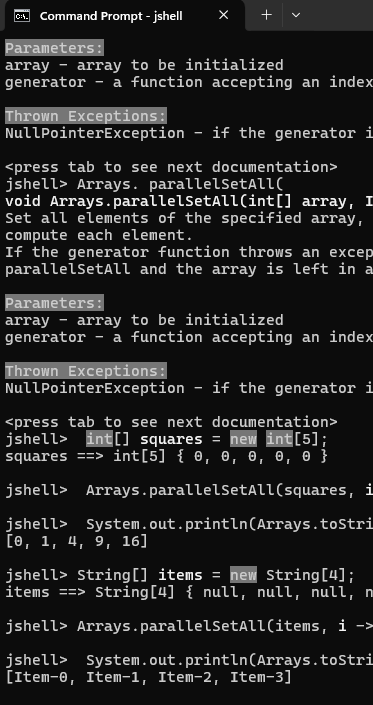 Command Prompt - jshell
Parameters:
array - array to be initialized
generator - a function accepting an index
Thrown Exceptions:
NullPointerException - if the generator i
<press tab to see next documentation>
jshell> Arrays. parallelSetAll(
void Arrays.parallelSetAll(int[] array, I
Set all elements of the specified array,
compute each element.
If the generator function throws an excep
parallelSetAll and the array is left in a
Parameters:
array - array to be initialized
generator - a function accepting an index
Thrown Exceptions:
NullPointerException - if the generator i
<press tab to see next documentation>
jshell>  int[] squares = new int[5];
squares ==> int[5] { 0, 0, 0, 0, 0 }
jshell>  Arrays.parallelSetAll(squares, i
jshell>  System.out.println(Arrays.toStri
[0, 1, 4, 9, 16]
jshell> String[] items = new String[4];
items ==> String[4] { null, null, null, n
jshell> Arrays.parallelSetAll(items, i ->
jshell>  System.out.println(Arrays.toStri
[Item-0, Item-1, Item-2, Item-3]